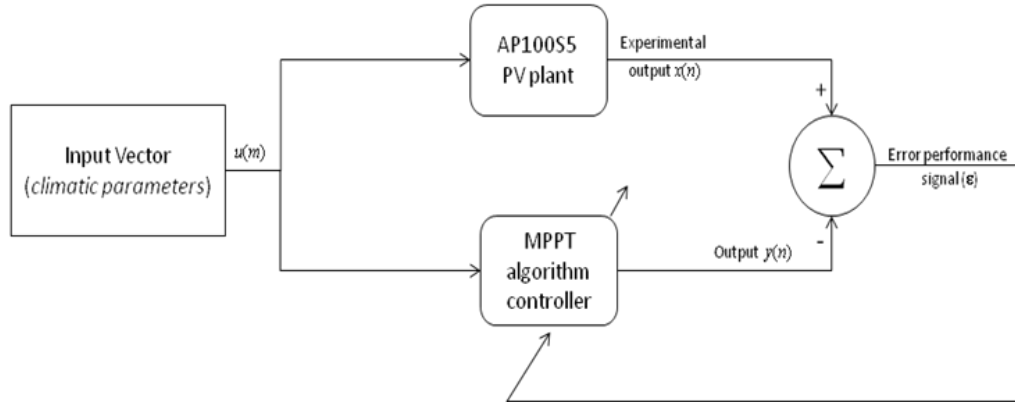 AP100S5
PV plant
Experimental
output x(n)
+
Input Vector
(climatic parameters)
u(m)
∑
Error performance
signal (ε)
MPPT
algorithm
controller
Output y(n)
-